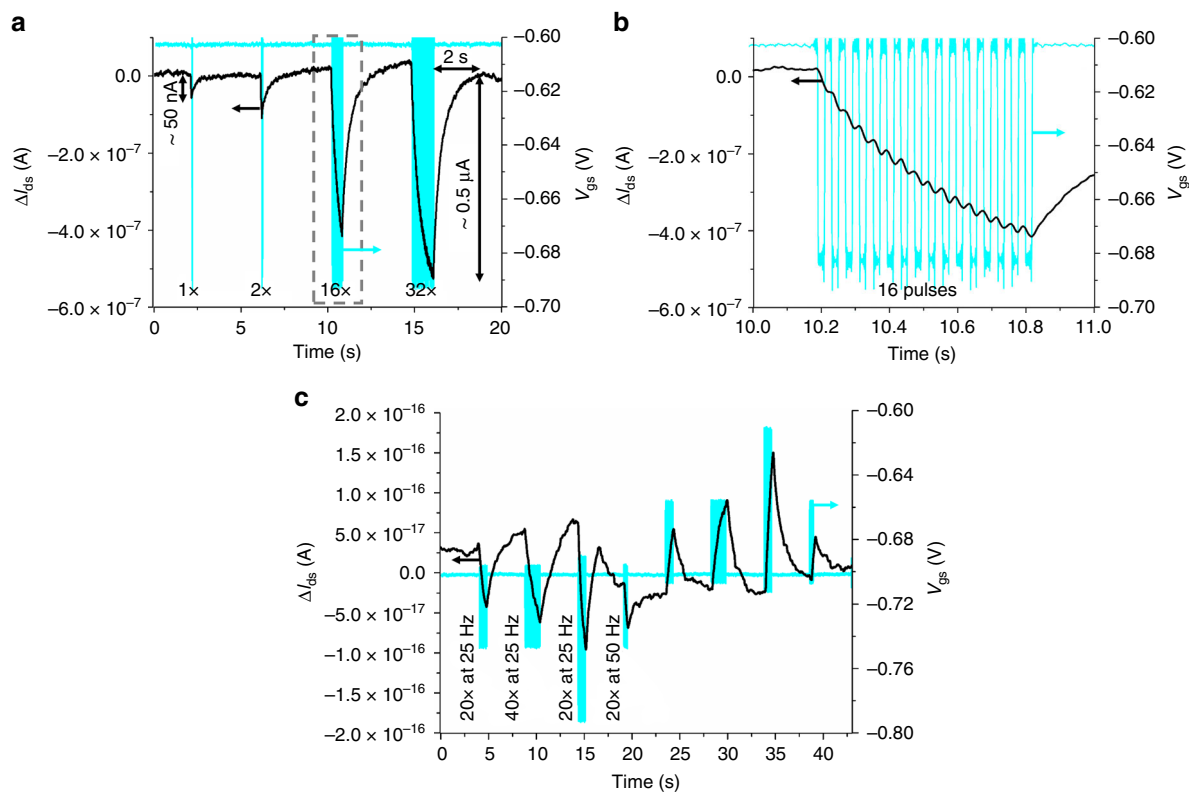 a
0.0
−2.0 × 10⁻⁷
−4.0 × 10⁻⁷
−6.0 × 10⁻⁷
ΔIds (A)
~ 50 nA
2 s
~ 0.5 μA
1×
2×
16×
32×
0
5
10
15
20
Time (s)
−0.60
−0.62
−0.64
−0.66
−0.68
−0.70
Vgs (V)
b
0.0
−2.0 × 10⁻⁷
−4.0 × 10⁻⁷
−6.0 × 10⁻⁷
ΔIds (A)
16 pulses
10.0
10.2
10.4
10.6
10.8
11.0
Time (s)
−0.60
−0.62
−0.64
−0.66
−0.68
−0.70
Vgs (V)
c
2.0 × 10⁻¹⁶
1.5 × 10⁻¹⁶
1.0 × 10⁻¹⁶
5.0 × 10⁻¹⁷
0.0
−5.0 × 10⁻¹⁷
−1.0 × 10⁻¹⁶
−1.5 × 10⁻¹⁶
−2.0 × 10⁻¹⁶
ΔIds (A)
20× at 25 Hz
40× at 25 Hz
20× at 25 Hz
20× at 50 Hz
0
5
10
15
20
25
30
35
40
Time (s)
−0.60
−0.64
−0.68
−0.72
−0.76
−0.80
Vgs (V)